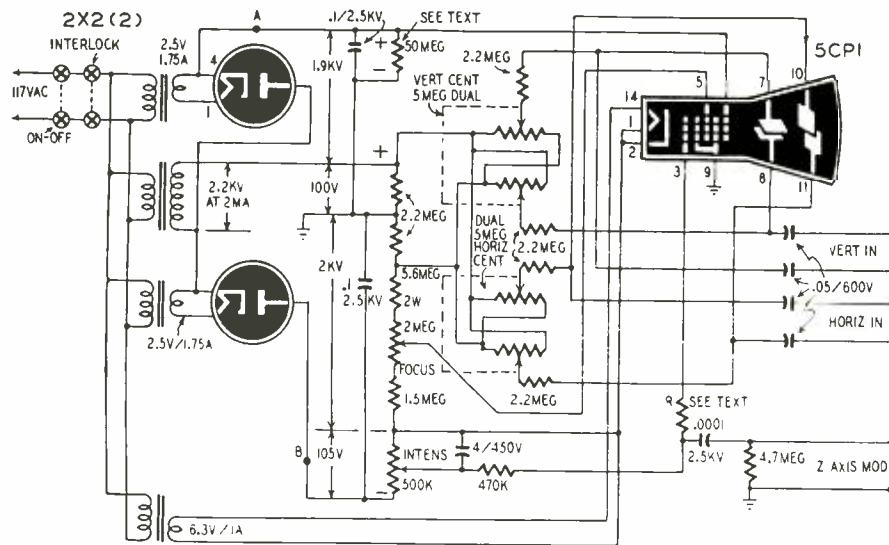 2X2(2)
INTERLOCK
117VAC
ON-OFF
2.5V
1.75A
4
1
A
.1/2.5KV
SEE TEXT
+
50MEG
-
1.9KV
2.2MEG
VERT CENT
5MEG DUAL
5CP1
14
1
2
5
7
10
3
9
8
11
+
2.2KV
AT 2MA
100V
2.2MEG
DUAL
5MEG
HORIZ
CENT
2.2MEG
VERT IN
.05/600V
HORIZ IN
2KV
.1
2.5KV
5.6MEG
2W
2MEG
FOCUS
1.5MEG
2.5V/1.75A
2.2MEG
R
SEE TEXT
.0001
2.5KV
4.7MEG
Z AXIS MOD
B
105V
INTENS
500K
-
4/450V
470K
6.3V/1A